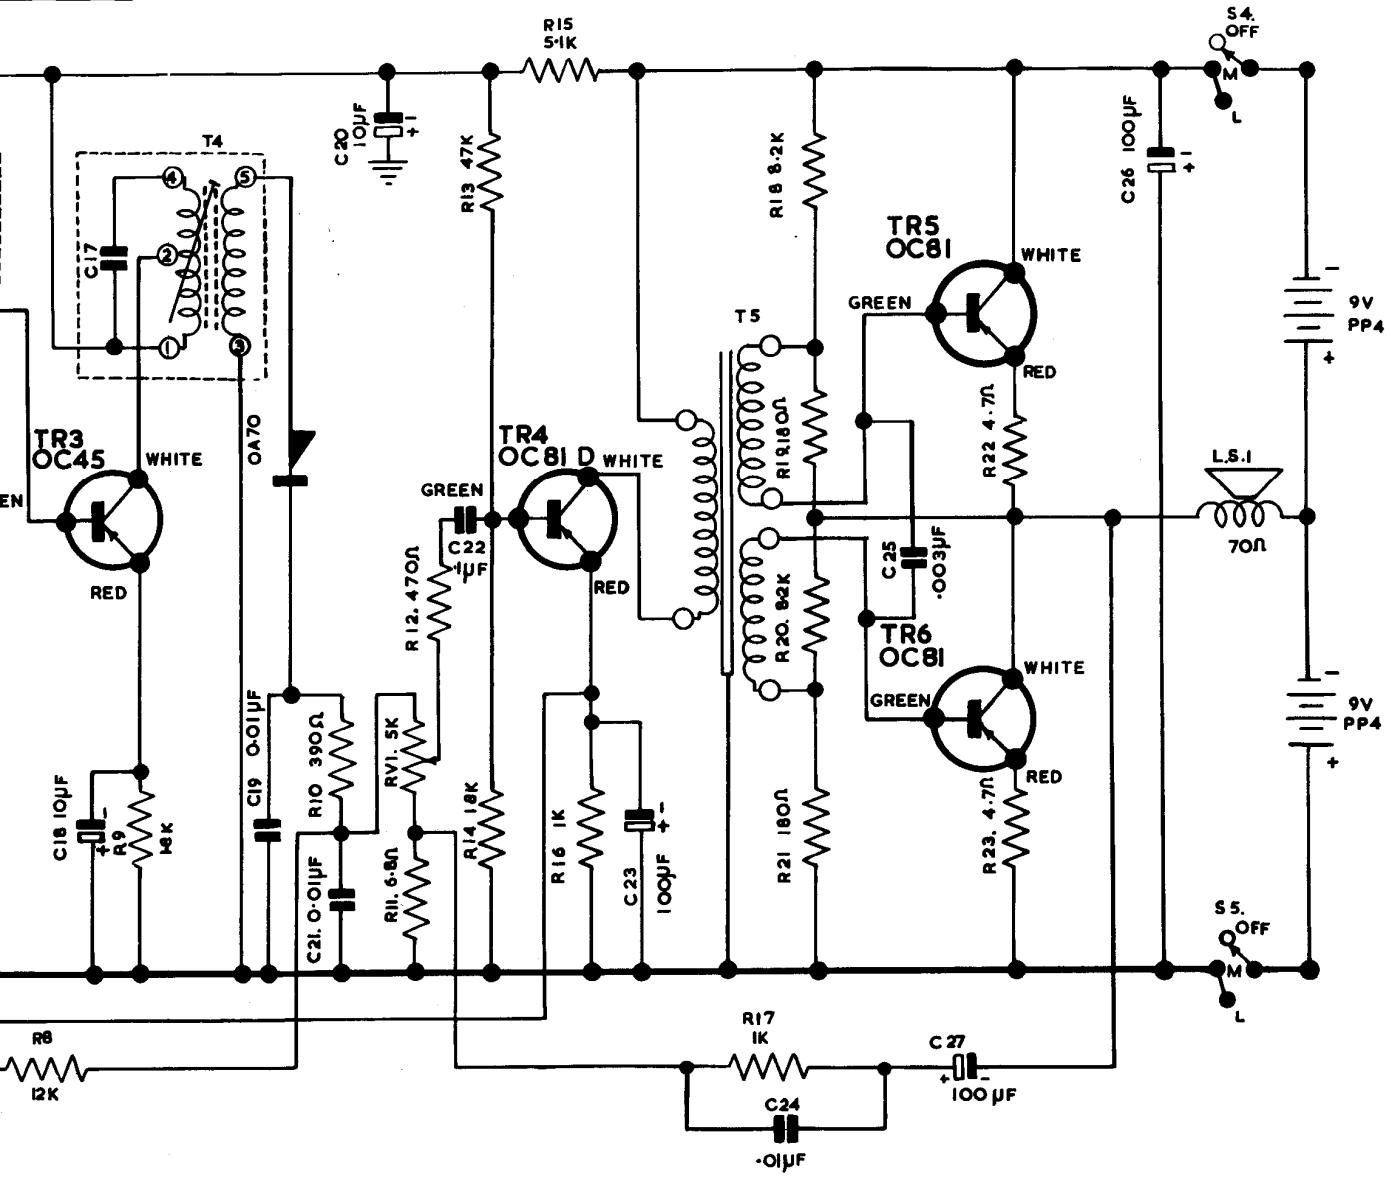 S4.
OFF
M
L
R15
5·1K
C20
10µF
-
+
R13 47K
R18 8.2K
C26 100µF
-
+
T4
4
5
2
1
3
C17
TR5
OC81
WHITE
GREEN
RED
-
9V
PP4
+
T5
R19. 180Ω
R22 4·7Ω
TR3
OC45
WHITE
EN
RED
OA70
TR4
OC81D
WHITE
GREEN
RED
C22
·1µF
R12. 470Ω
C25
·003µF
L.S.1
70Ω
R20. 8·2K
TR6
OC81
WHITE
GREEN
RED
-
9V
PP4
+
C18 10µF
-
+
R9
1·8K
C19 0·01µF
R10 390Ω
RV1. 5K
R14 18K
R16 1K
-
+
C23
100µF
R21 180Ω
R23. 4·7Ω
C21. 0·01µF
R11. 6·8Ω
S5.
OFF
M
L
R8
12K
R17
1K
C27
+
-
100µF
C24
·01µF